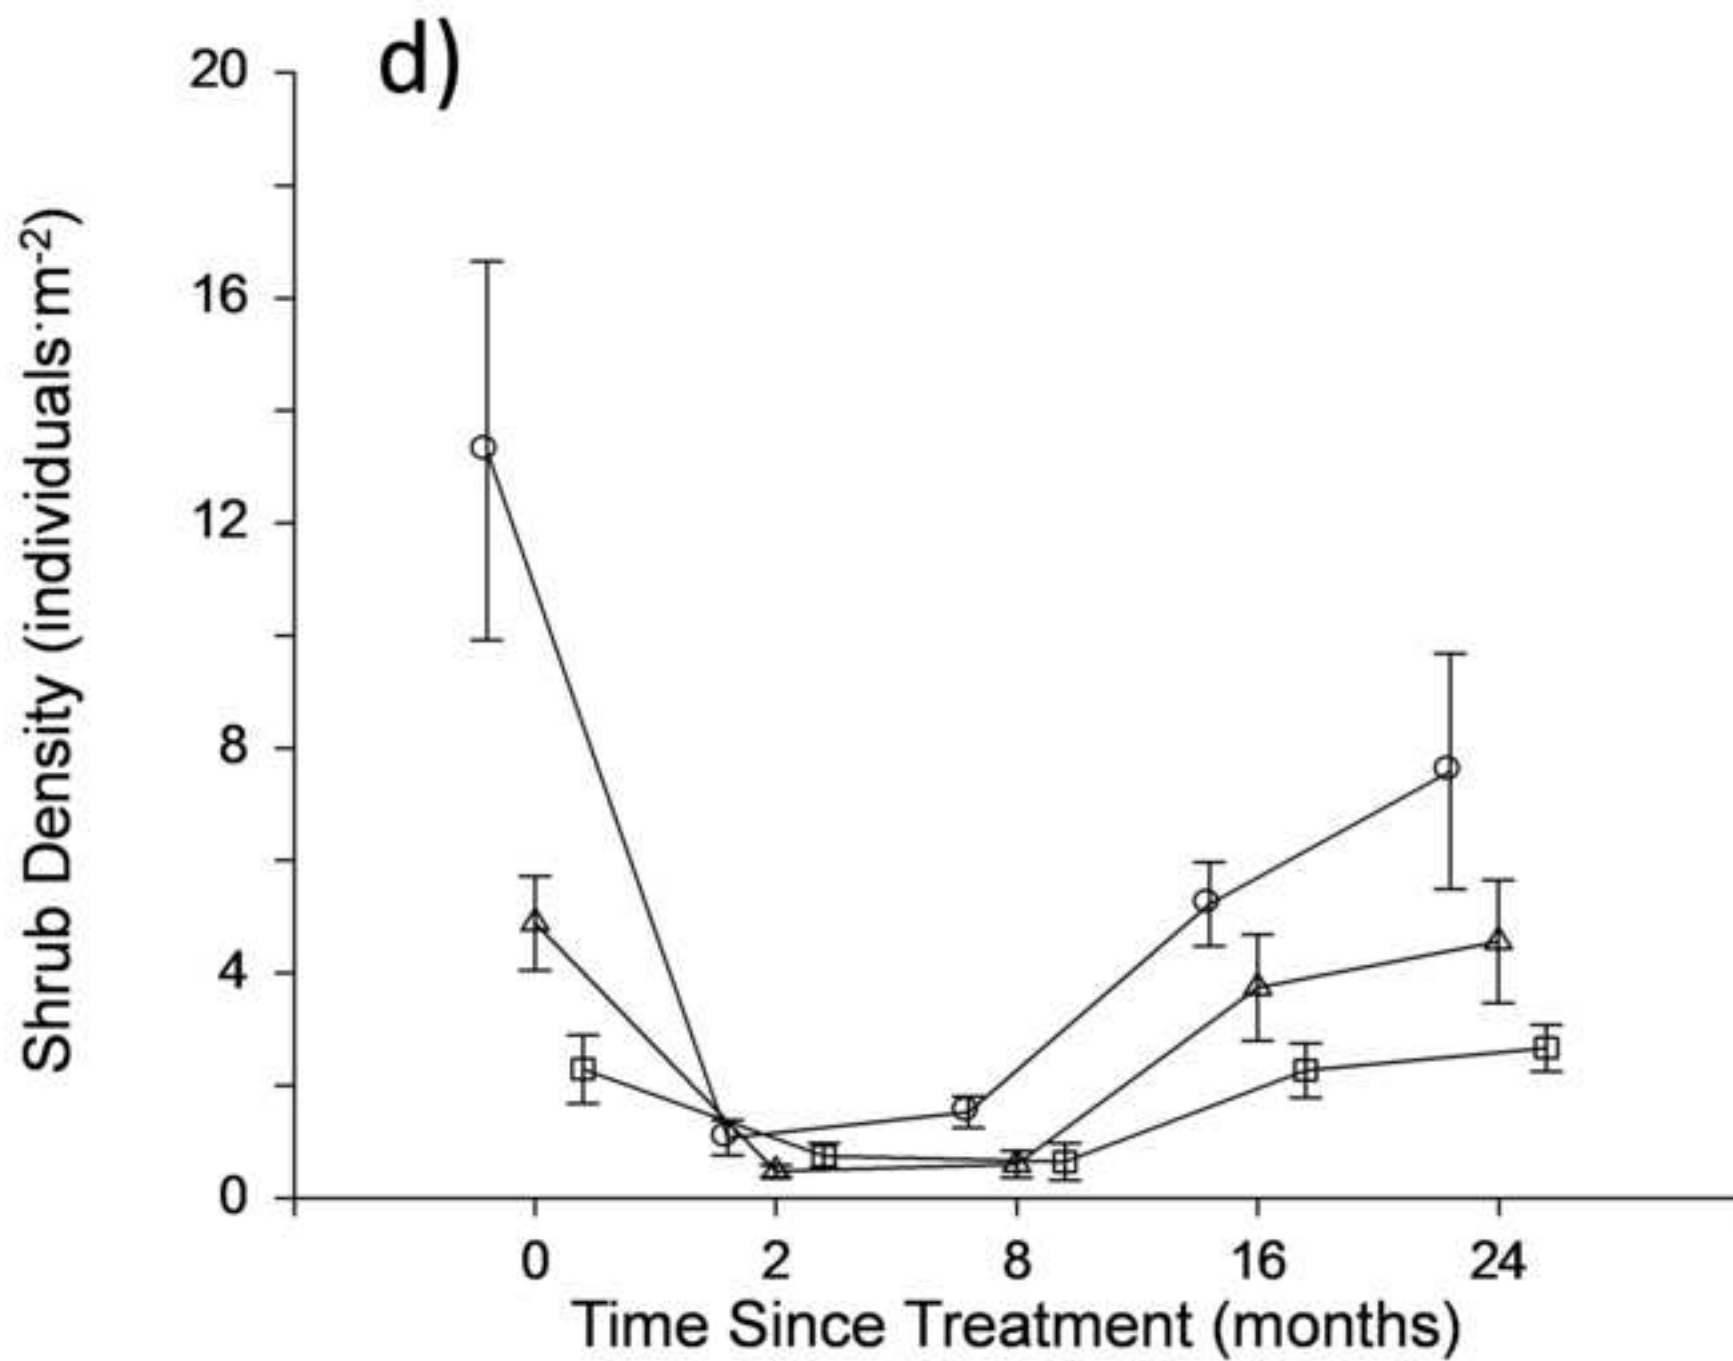 d)
20
16
12
8
4
0
Shrub Density (individuals·m⁻²)
0 2 8 16 24
Time Since Treatment (months)